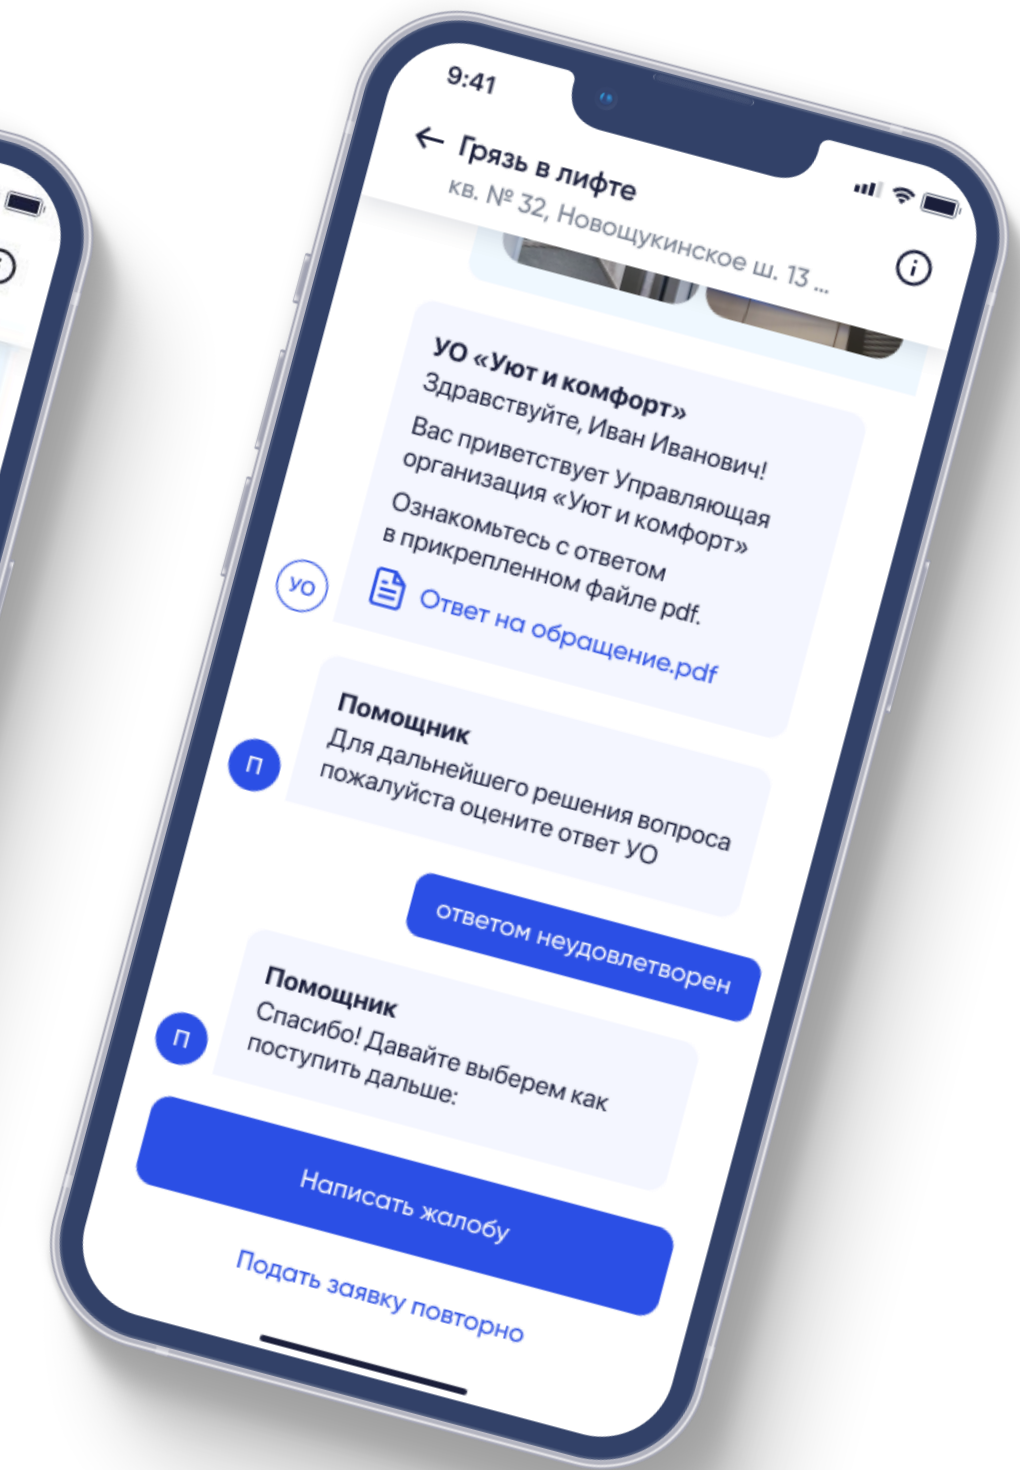 9:41
Грязь в лифте
кв. № 32, Новощукинское ш. 13 ...
УО «Уют и комфорт»
Здравствуйте, Иван Иванович!
Вас приветствует Управляющая
организация «Уют и комфорт»
Ознакомьтесь с ответом
в прикрепленном файле pdf.
Ответ на обращение.pdf
УО
Помощник
Для дальнейшего решения вопроса
пожалуйста оцените ответ УО
П
ответом неудовлетворен
Помощник
Спасибо! Давайте выберем как
поступить дальше:
П
Написать жалобу
Подать заявку повторно